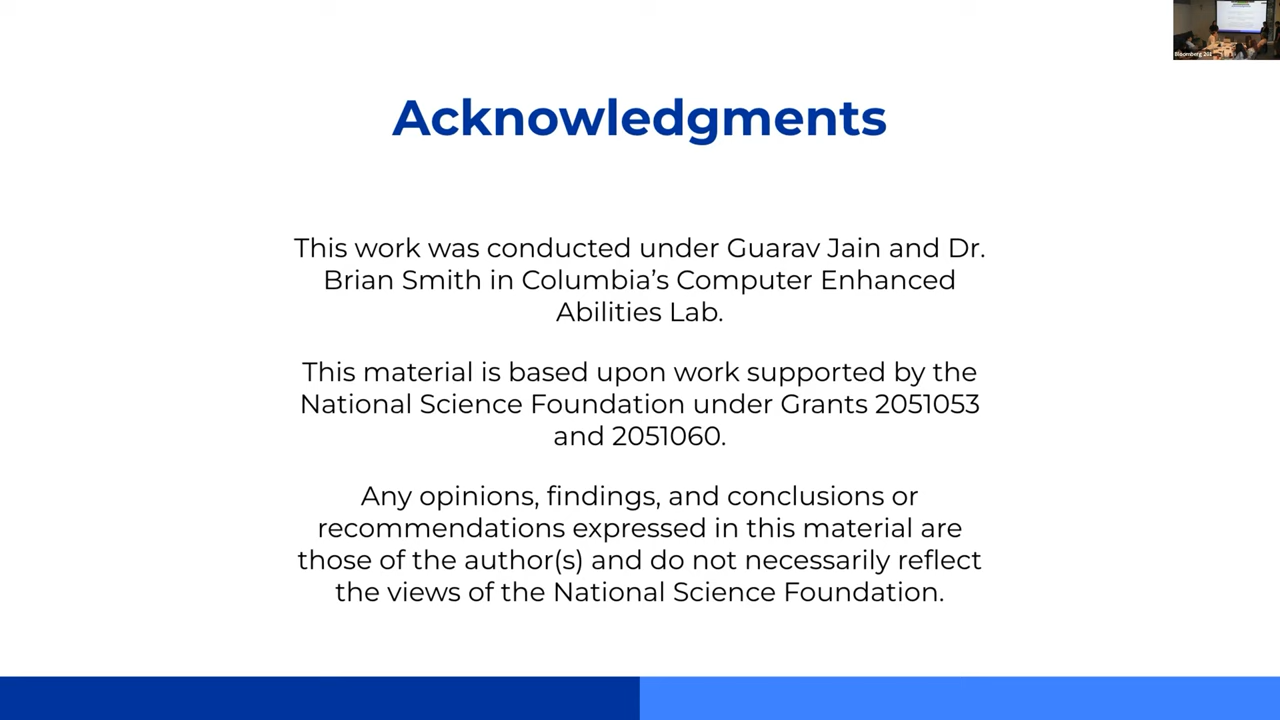 Bloomberg 201
Acknowledgments
This work was conducted under Guarav Jain and Dr.
Brian Smith in Columbia’s Computer Enhanced
Abilities Lab.
This material is based upon work supported by the
National Science Foundation under Grants 2051053
and 2051060.
Any opinions, findings, and conclusions or
recommendations expressed in this material are
those of the author(s) and do not necessarily reflect
the views of the National Science Foundation.